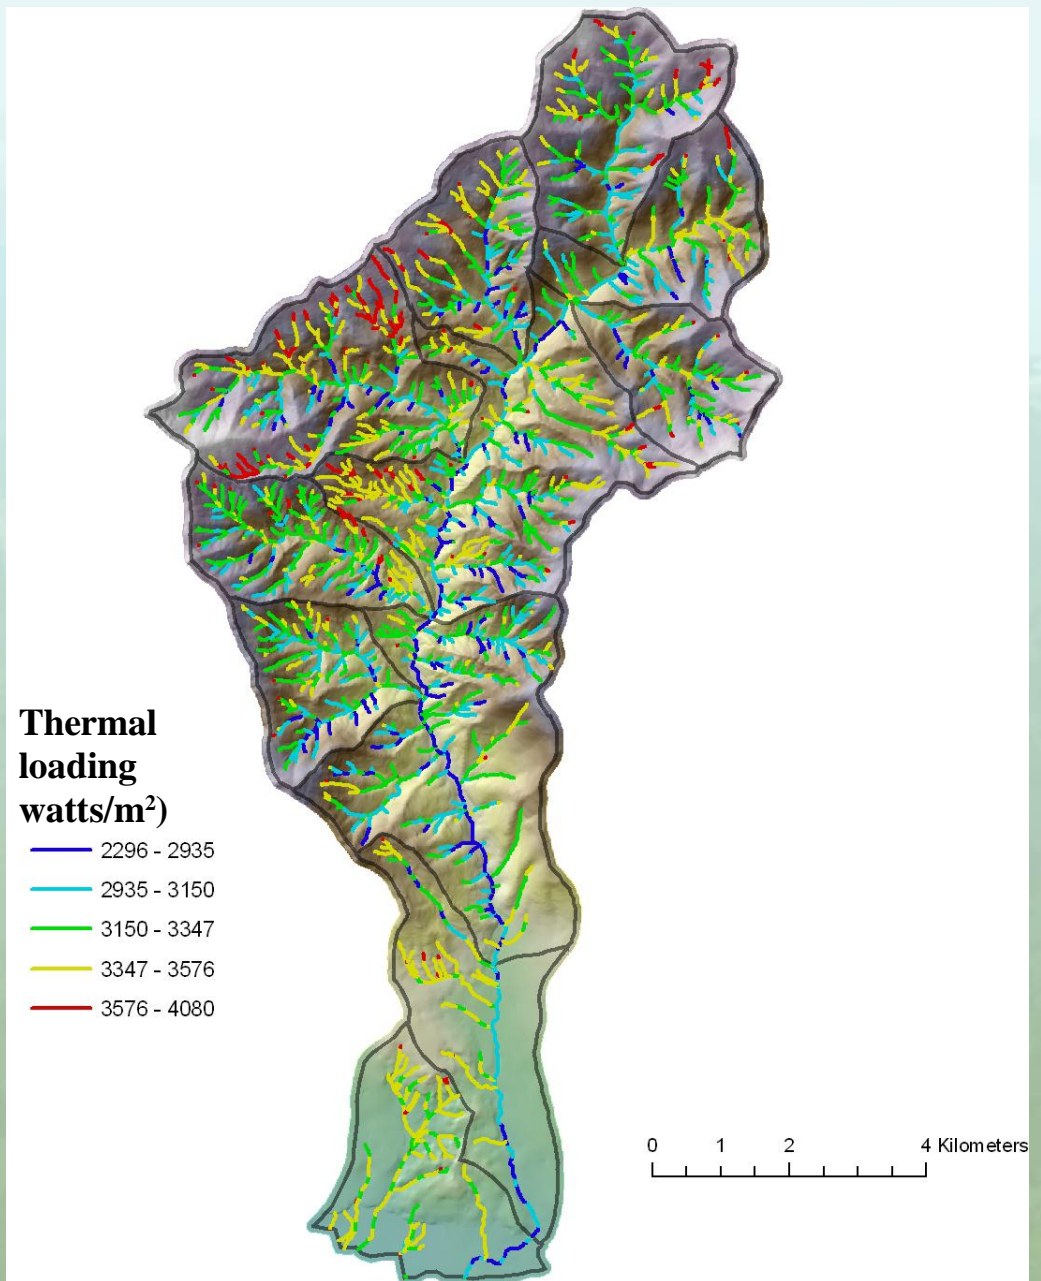 Thermal
loading
watts/m²)
2296 - 2935
2935 - 3150
3150 - 3347
3347 - 3576
3576 - 4080
0 1 2 4 Kilometers